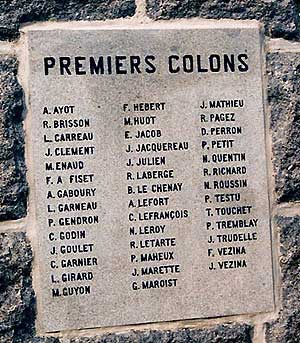 PREMIERS COLONS
A. AYOT
R. BRISSON
L. CARREAU
J. CLEMENT
M. ENAUD
F. A FISET
A. GABOURY
L. GARNEAU
P. GENDRON
C. GODIN
J. GOULET
C. GARNIER
L. GIRARD
M. GUYON
F. HEBERT
M. HUOT
E. JACOB
J. JACQUEREAU
J. JULIEN
R. LABERGE
B. LE CHENAY
A. LEFORT
C. LEFRANÇOIS
N. LEROY
R. LETARTE
P. MAHEUX
J. MARETTE
G. MAROIST
J. MATHIEU
R. PAGEZ
D. PERRON
P. PETIT
N. QUENTIN
R. RICHARD
N. ROUSSIN
P. TESTU
T. TOUCHET
P. TREMBLAY
J. TRUDELLE
F. VEZINA
J. VEZINA